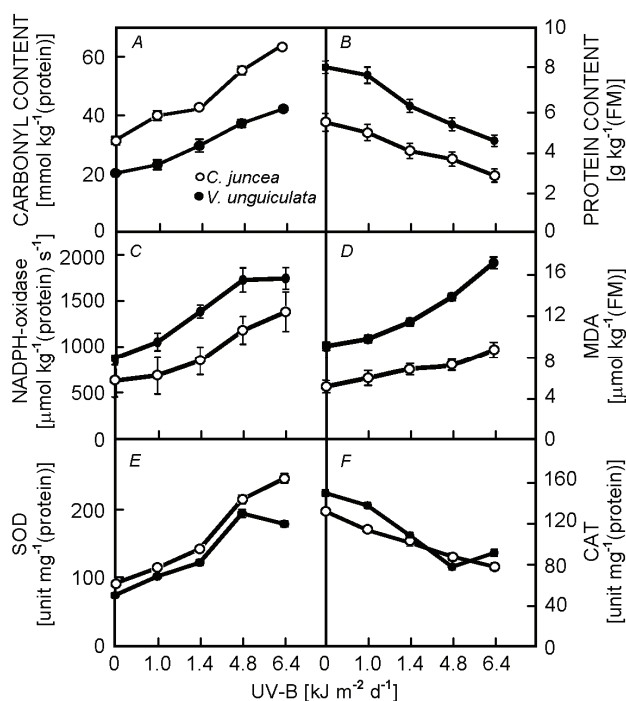 A
B
CARBONYL CONTENT
[mmol kg⁻¹(protein)]
60
40
20
0
C. juncea
V. unguiculata
10
8
6
4
2
0
PROTEIN CONTENT
[g kg⁻¹(FM)]
C
D
NADPH-oxidase
[μmol kg⁻¹(protein) s⁻¹]
2000
1500
1000
500
0
16
12
8
4
0
MDA
[μmol kg⁻¹(FM)]
E
F
SOD
[unit mg⁻¹(protein)]
200
100
0
160
120
80
40
0
CAT
[unit mg⁻¹(protein)]
0 1.0 1.4 4.8 6.4 0 1.0 1.4 4.8 6.4
UV-B [kJ m⁻² d⁻¹]